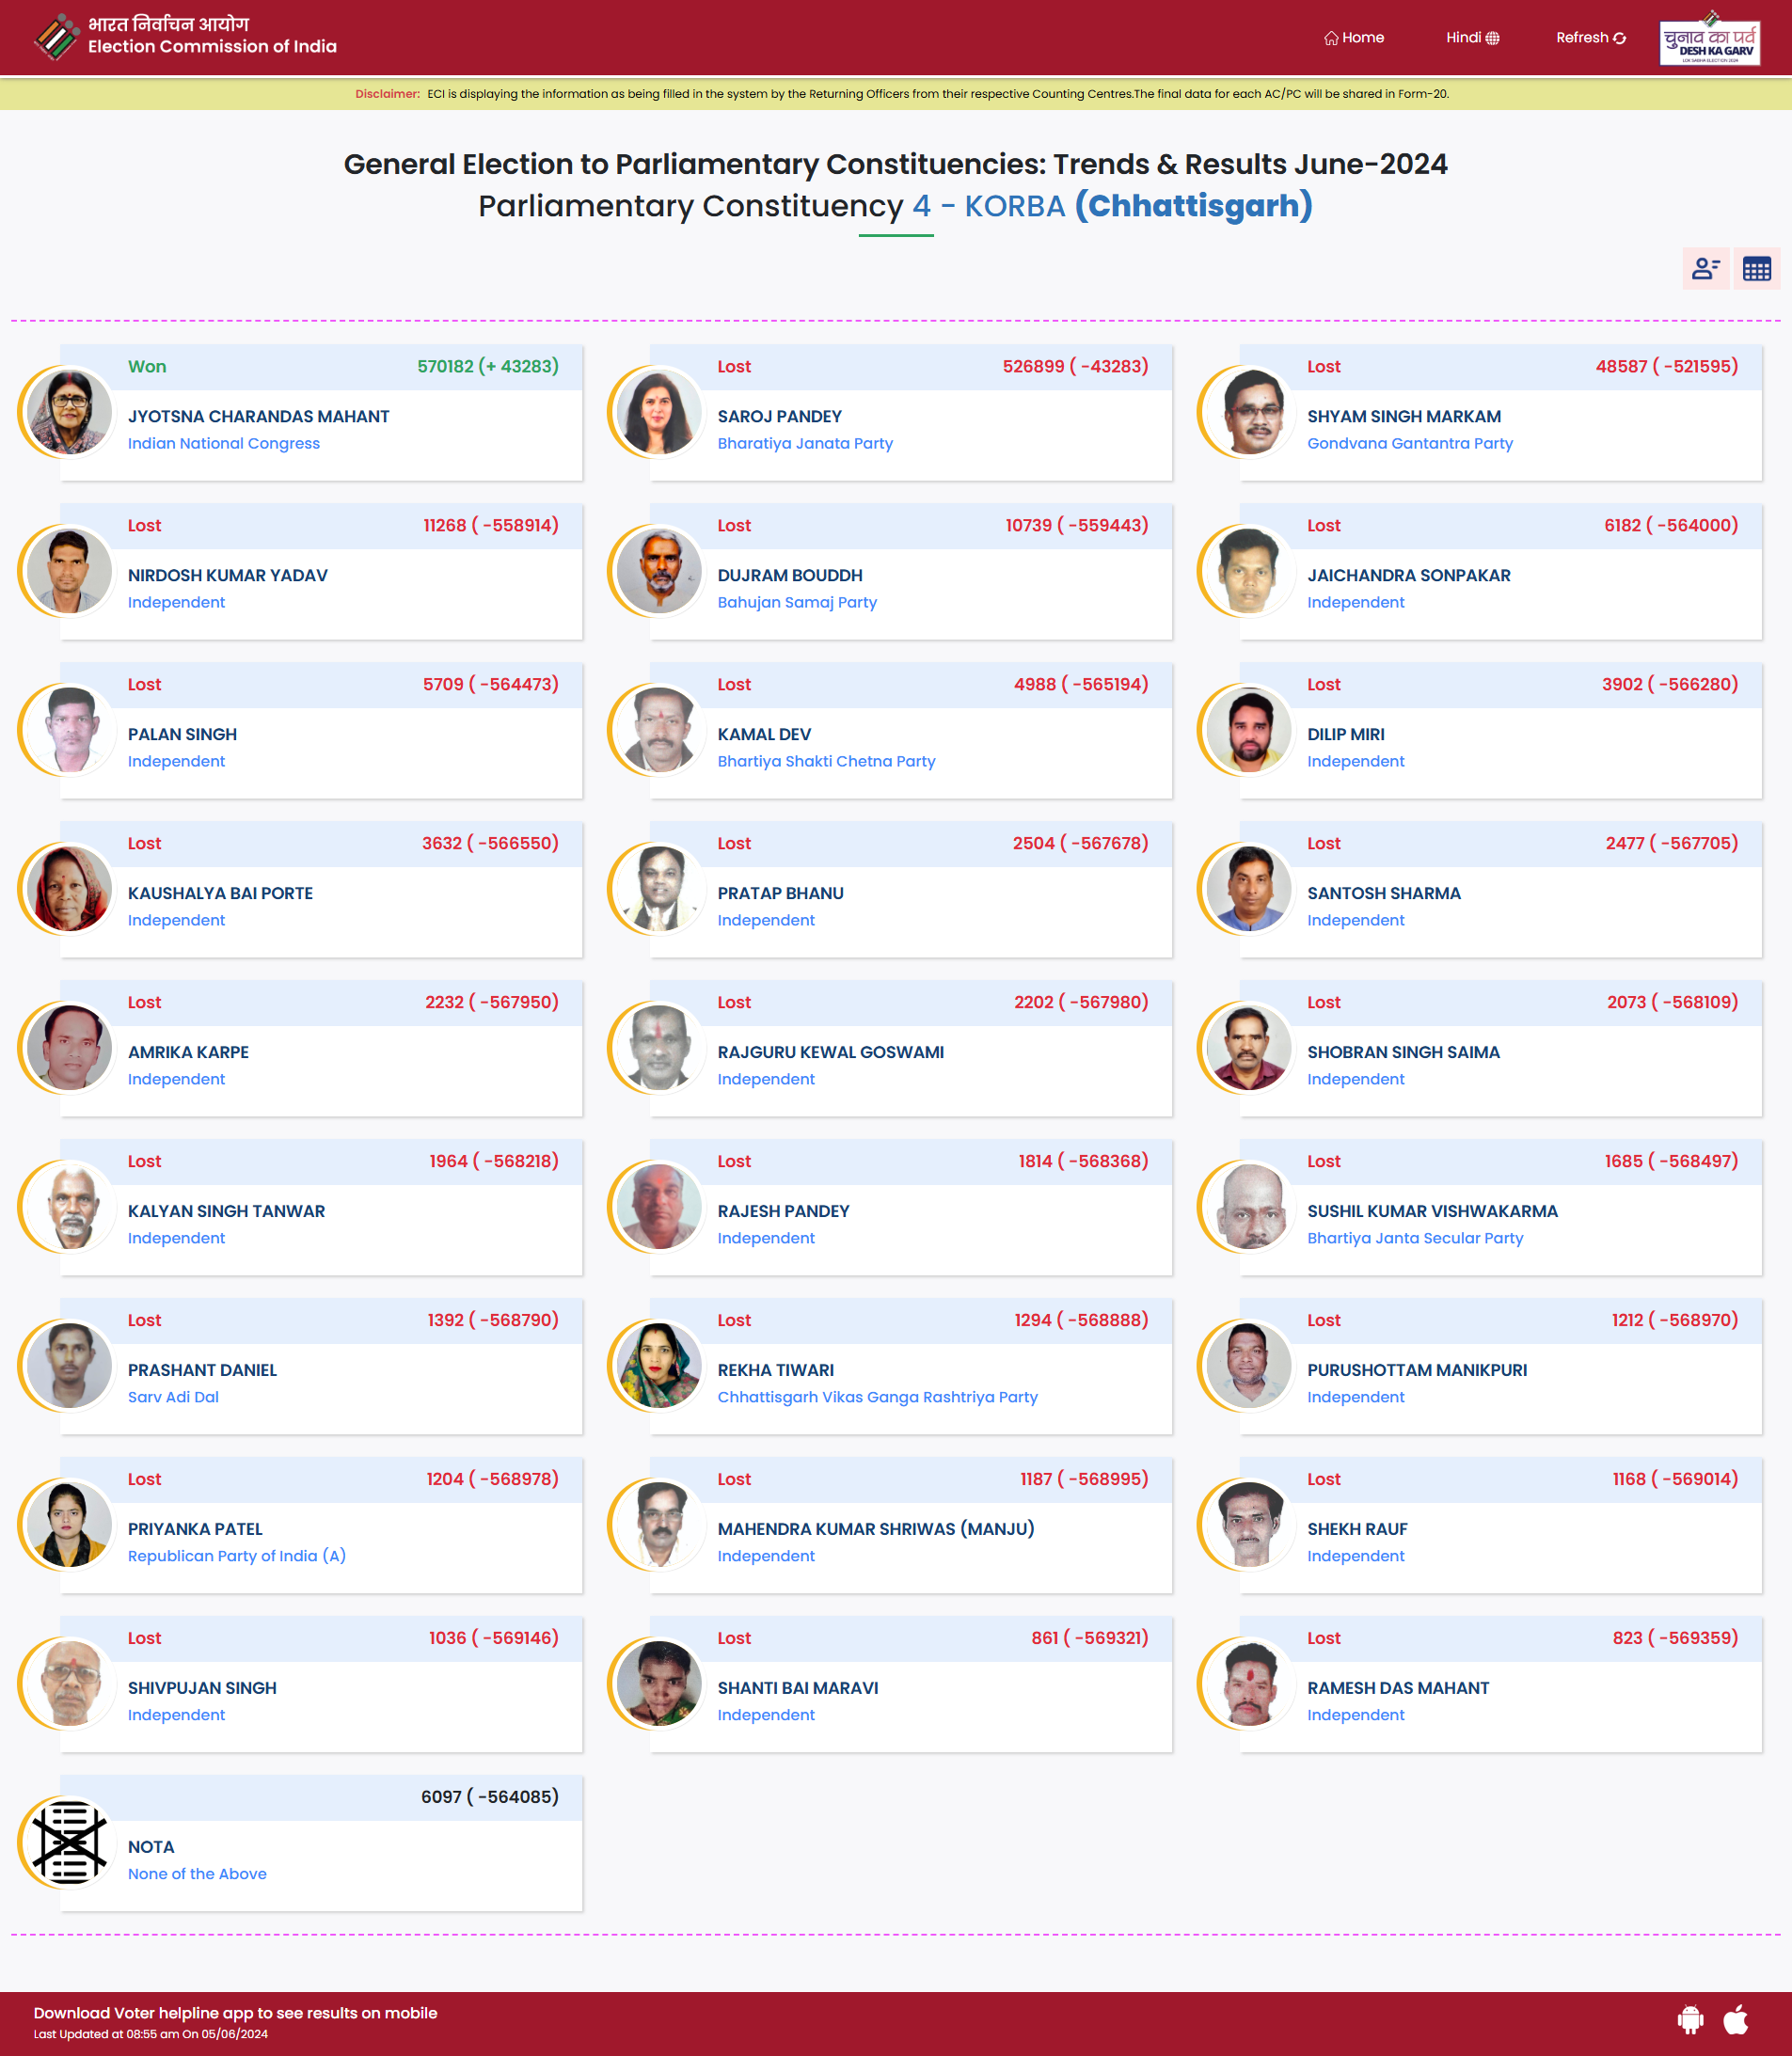 भारत निर्वाचन आयोग
Election Commission of India
Home
Hindi
Refresh
चुनाव का पर्व
DESH KA GARV
LOK SABHA ELECTION 2024
Disclaimer: ECI is displaying the information as being filled in the system by the Returning Officers from their respective Counting Centres.The final data for each AC/PC will be shared in Form-20.
General Election to Parliamentary Constituencies: Trends & Results June-2024
Parliamentary Constituency 4 - KORBA (Chhattisgarh)
Won 570182 (+ 43283)
JYOTSNA CHARANDAS MAHANT
Indian National Congress
Lost 526899 ( -43283)
SAROJ PANDEY
Bharatiya Janata Party
Lost 48587 ( -521595)
SHYAM SINGH MARKAM
Gondvana Gantantra Party
Lost 11268 ( -558914)
NIRDOSH KUMAR YADAV
Independent
Lost 10739 ( -559443)
DUJRAM BOUDDH
Bahujan Samaj Party
Lost 6182 ( -564000)
JAICHANDRA SONPAKAR
Independent
Lost 5709 ( -564473)
PALAN SINGH
Independent
Lost 4988 ( -565194)
KAMAL DEV
Bhartiya Shakti Chetna Party
Lost 3902 ( -566280)
DILIP MIRI
Independent
Lost 3632 ( -566550)
KAUSHALYA BAI PORTE
Independent
Lost 2504 ( -567678)
PRATAP BHANU
Independent
Lost 2477 ( -567705)
SANTOSH SHARMA
Independent
Lost 2232 ( -567950)
AMRIKA KARPE
Independent
Lost 2202 ( -567980)
RAJGURU KEWAL GOSWAMI
Independent
Lost 2073 ( -568109)
SHOBRAN SINGH SAIMA
Independent
Lost 1964 ( -568218)
KALYAN SINGH TANWAR
Independent
Lost 1814 ( -568368)
RAJESH PANDEY
Independent
Lost 1685 ( -568497)
SUSHIL KUMAR VISHWAKARMA
Bhartiya Janta Secular Party
Lost 1392 ( -568790)
PRASHANT DANIEL
Sarv Adi Dal
Lost 1294 ( -568888)
REKHA TIWARI
Chhattisgarh Vikas Ganga Rashtriya Party
Lost 1212 ( -568970)
PURUSHOTTAM MANIKPURI
Independent
Lost 1204 ( -568978)
PRIYANKA PATEL
Republican Party of India (A)
Lost 1187 ( -568995)
MAHENDRA KUMAR SHRIWAS (MANJU)
Independent
Lost 1168 ( -569014)
SHEKH RAUF
Independent
Lost 1036 ( -569146)
SHIVPUJAN SINGH
Independent
Lost 861 ( -569321)
SHANTI BAI MARAVI
Independent
Lost 823 ( -569359)
RAMESH DAS MAHANT
Independent
6097 ( -564085)
NOTA
None of the Above
Download Voter helpline app to see results on mobile
Last Updated at 08:55 am On 05/06/2024